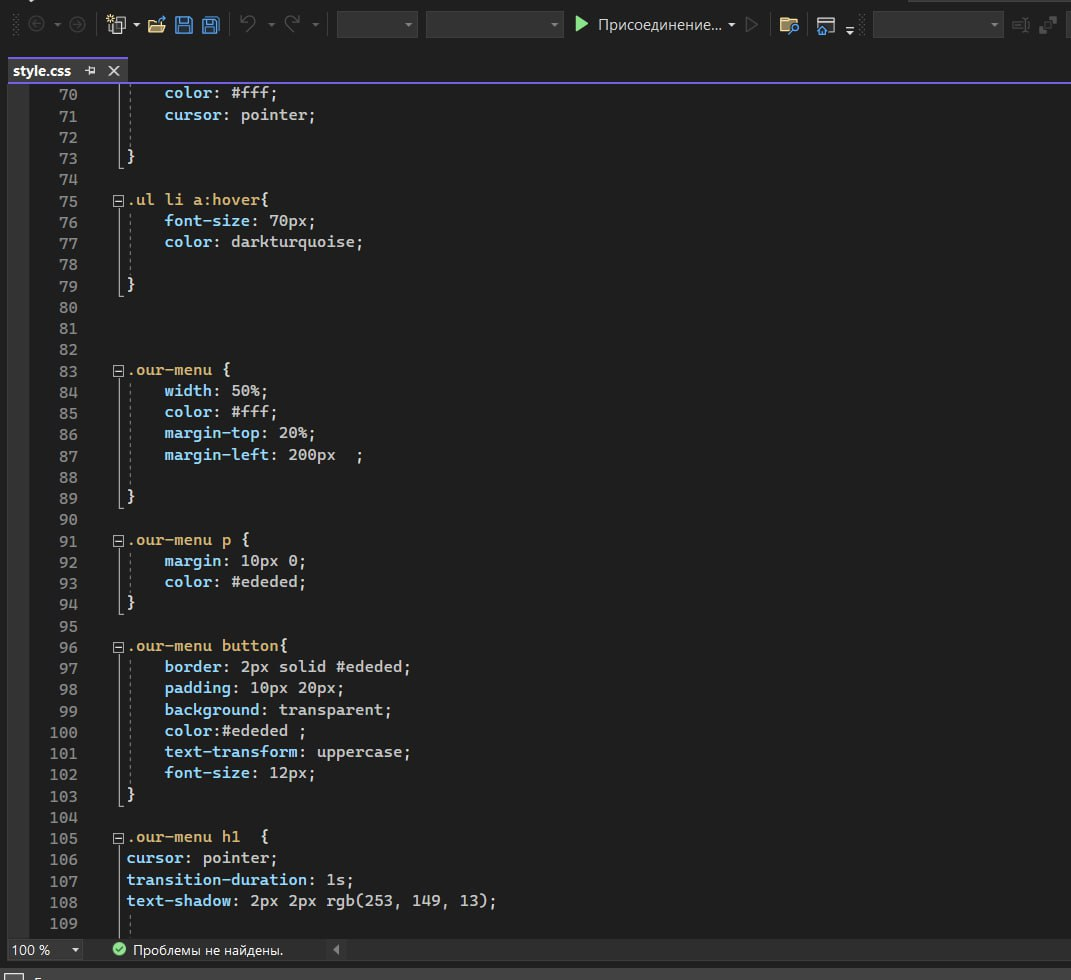 Присоединение...
style.css
70 color: #fff;
71 cursor: pointer;
72
73 }
74
75 .ul li a:hover{
76 font-size: 70px;
77 color: darkturquoise;
78
79 }
80
81
82
83 .our-menu {
84 width: 50%;
85 color: #fff;
86 margin-top: 20%;
87 margin-left: 200px  ;
88
89 }
90
91 .our-menu p {
92 margin: 10px 0;
93 color: #ededed;
94 }
95
96 .our-menu button{
97 border: 2px solid #ededed;
98 padding: 10px 20px;
99 background: transparent;
100 color:#ededed ;
101 text-transform: uppercase;
102 font-size: 12px;
103 }
104
105 .our-menu h1  {
106 cursor: pointer;
107 transition-duration: 1s;
108 text-shadow: 2px 2px rgb(253, 149, 13);
109
100 % Проблемы не найдены.